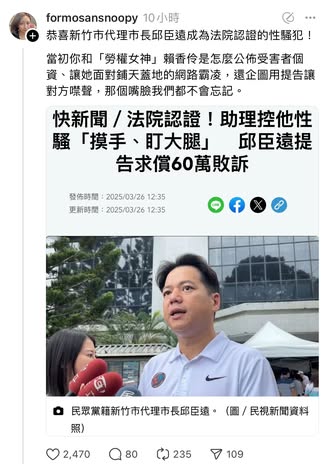 formosansnoopy 10小時
恭喜新竹市代理市長邱臣遠成為法院認證的性騷犯！
當初你和「勞權女神」賴香伶是怎麼公佈受害者個
資、讓她面對鋪天蓋地的網路霸凌，還企圖用提告讓
對方噤聲，那個嘴臉我們都不會忘記。
快新聞／法院認證！助理控他性
騷「摸手、盯大腿」 邱臣遠提
告求償60萬敗訴
發佈時間：2025/03/26 12:35
更新時間：2025/03/26 12:35
民眾黨籍新竹市代理市長邱臣遠。（圖／民視新聞資料
照）
2,470 80 235 109